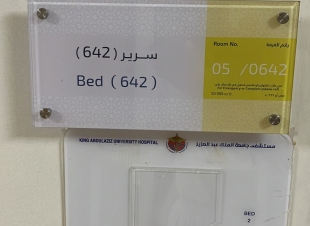 سرير (642)
Bed (642)
Room No. رقم الغرفة
05 /0642
KING ABDULAZIZ UNIVERSITY HOSPITAL مستشفى جامعة الملك عبد العزيز
BED
2